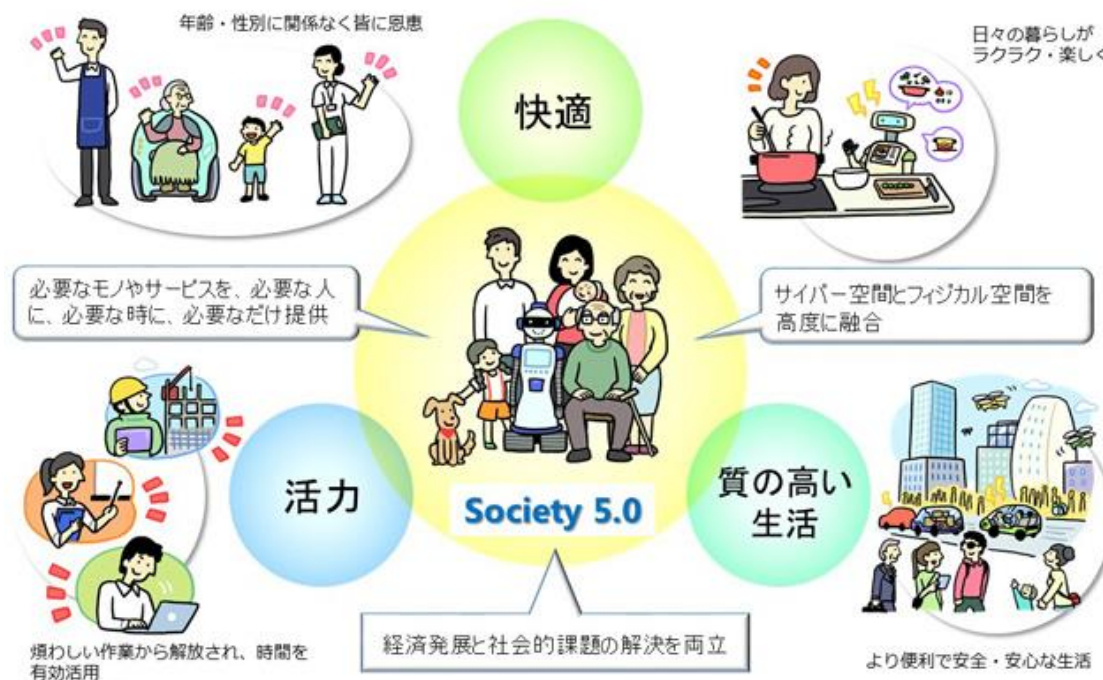 年齢・性別に関係なく皆に恩恵
日々の暮らしが
ラクラク・楽しく
快適
必要なモノやサービスを、必要な人
に、必要な時に、必要なだけ提供
サイバー空間とフィジカル空間を
高度に融合
活力
質の高い
生活
Society 5.0
経済発展と社会的課題の解決を両立
煩わしい作業から解放され、時間を
有効活用
より便利で安全・安心な生活